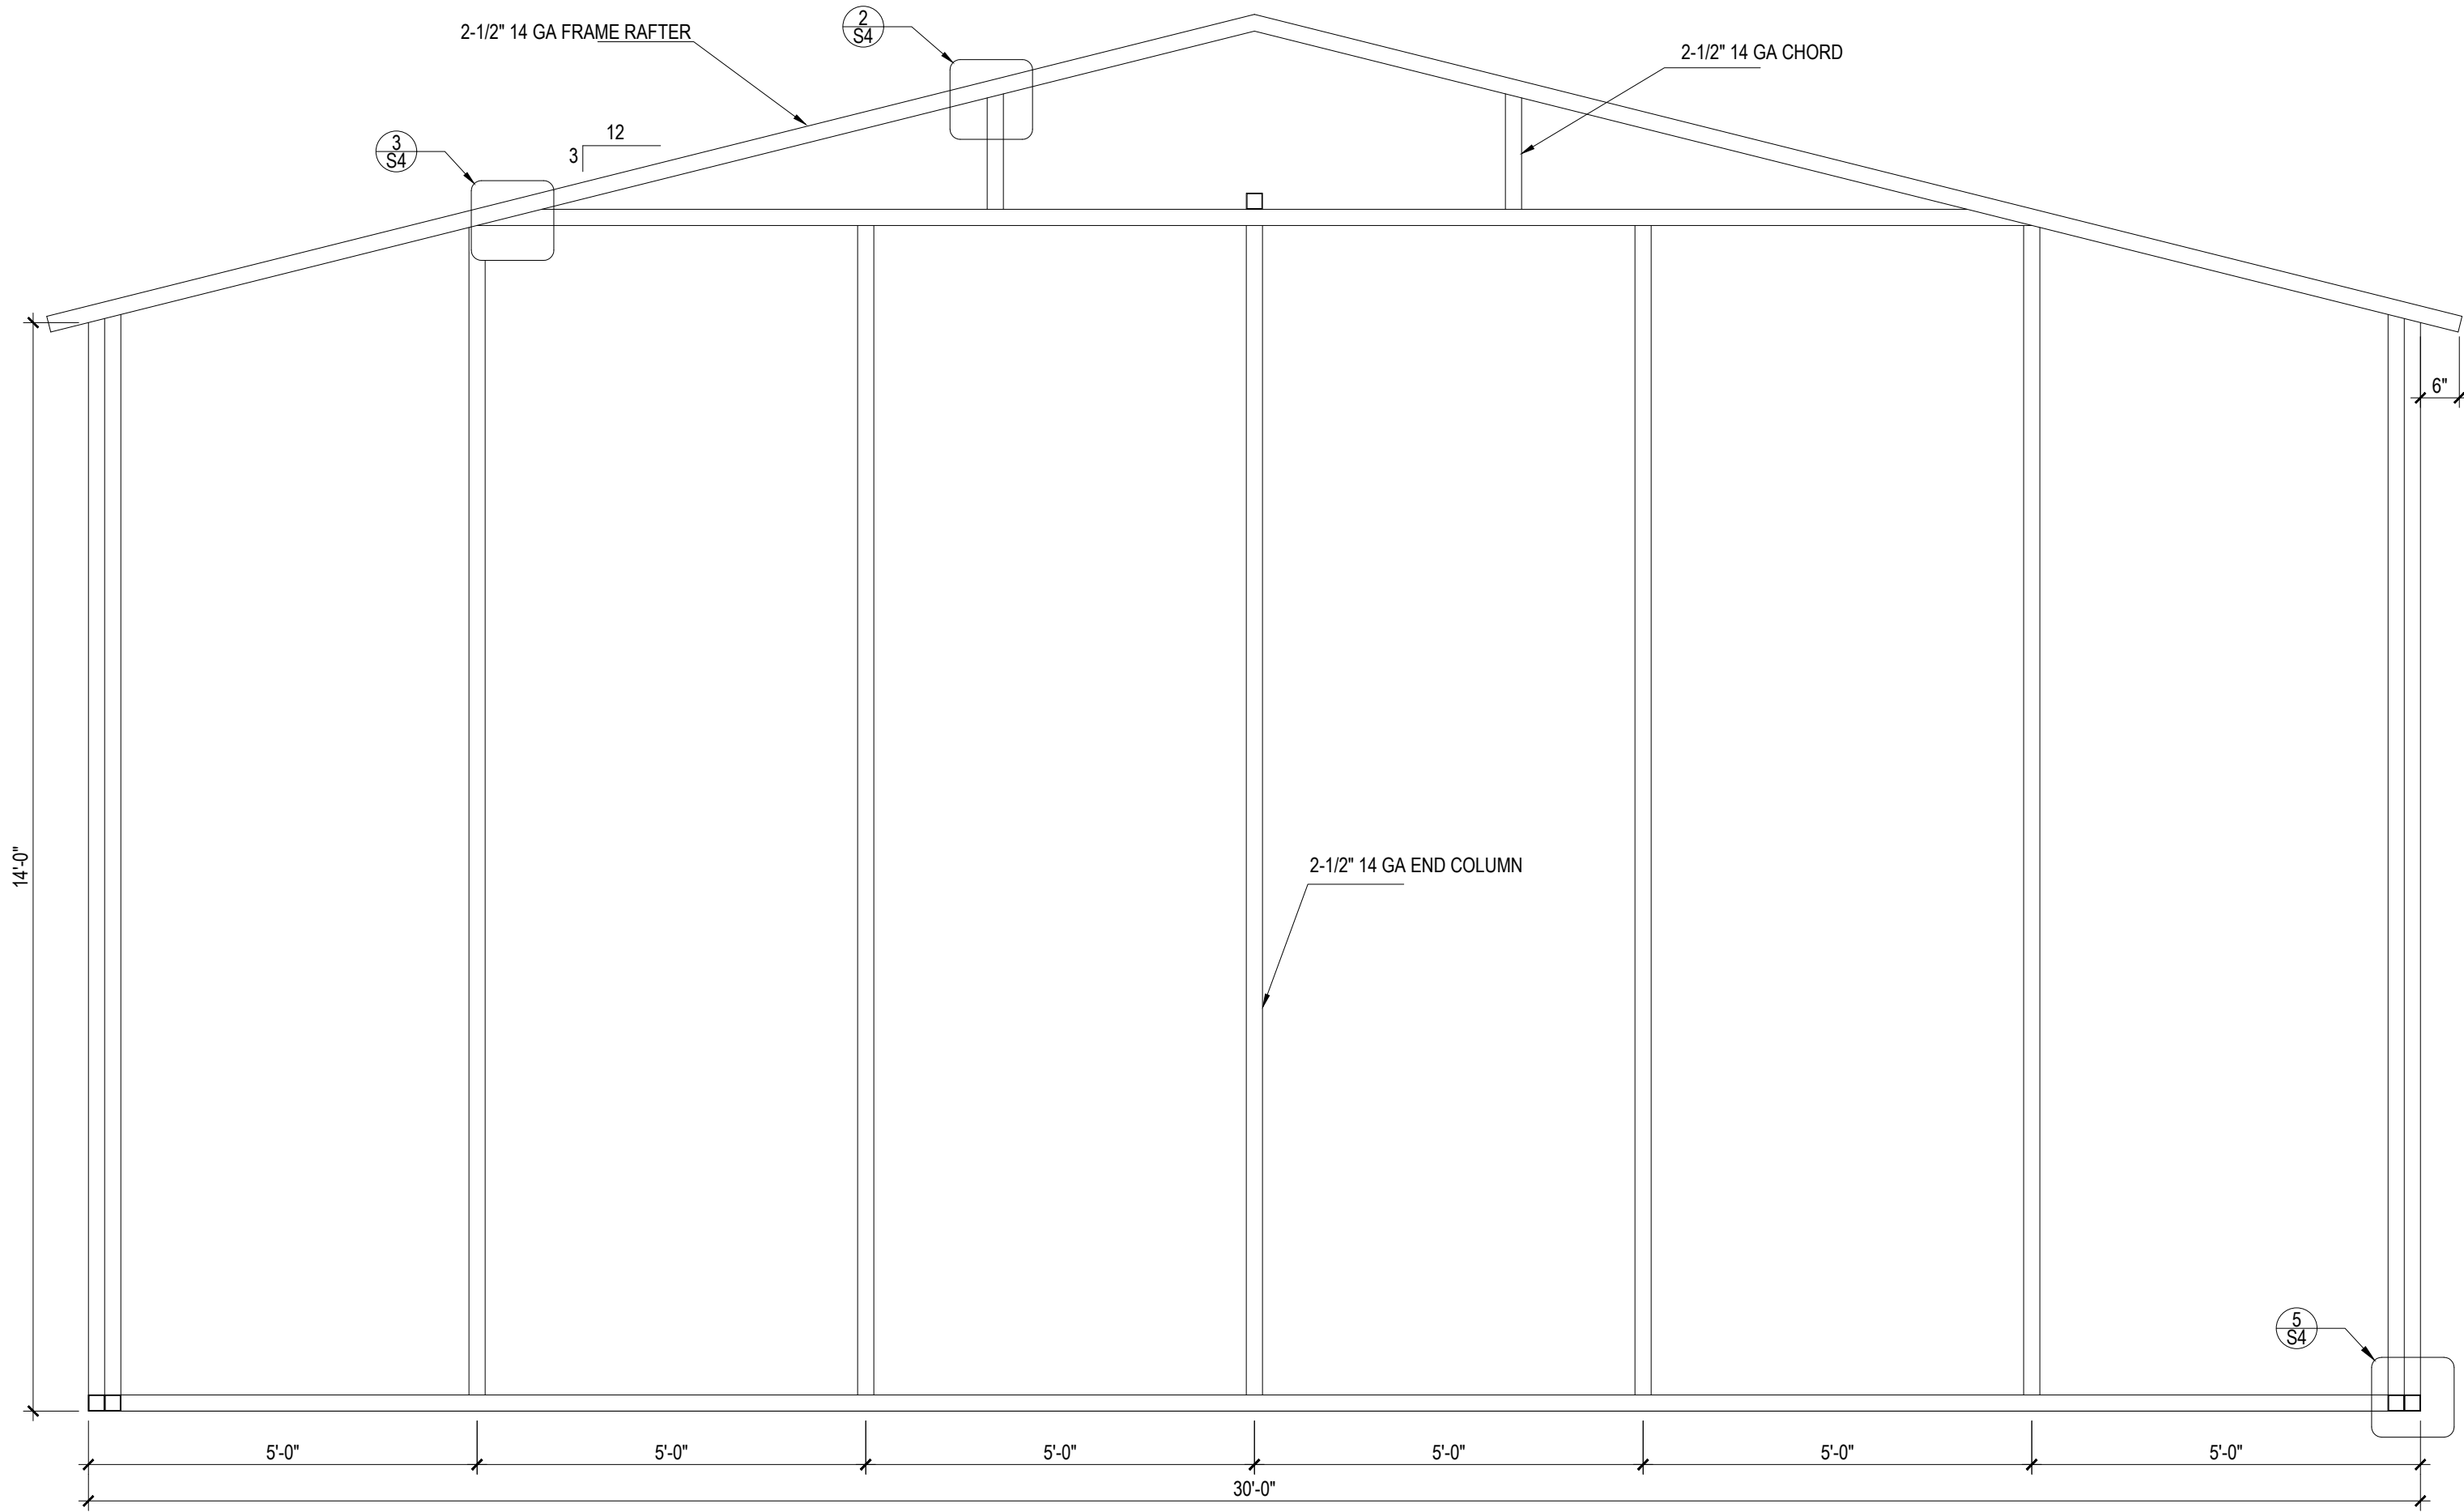 2
S4
2-1/2" 14 GA FRAME RAFTER
2-1/2" 14 GA CHORD
12
3
3
S4
6"
14'-0"
2-1/2" 14 GA END COLUMN
5
S4
5'-0"
5'-0"
5'-0"
5'-0"
5'-0"
5'-0"
30'-0"